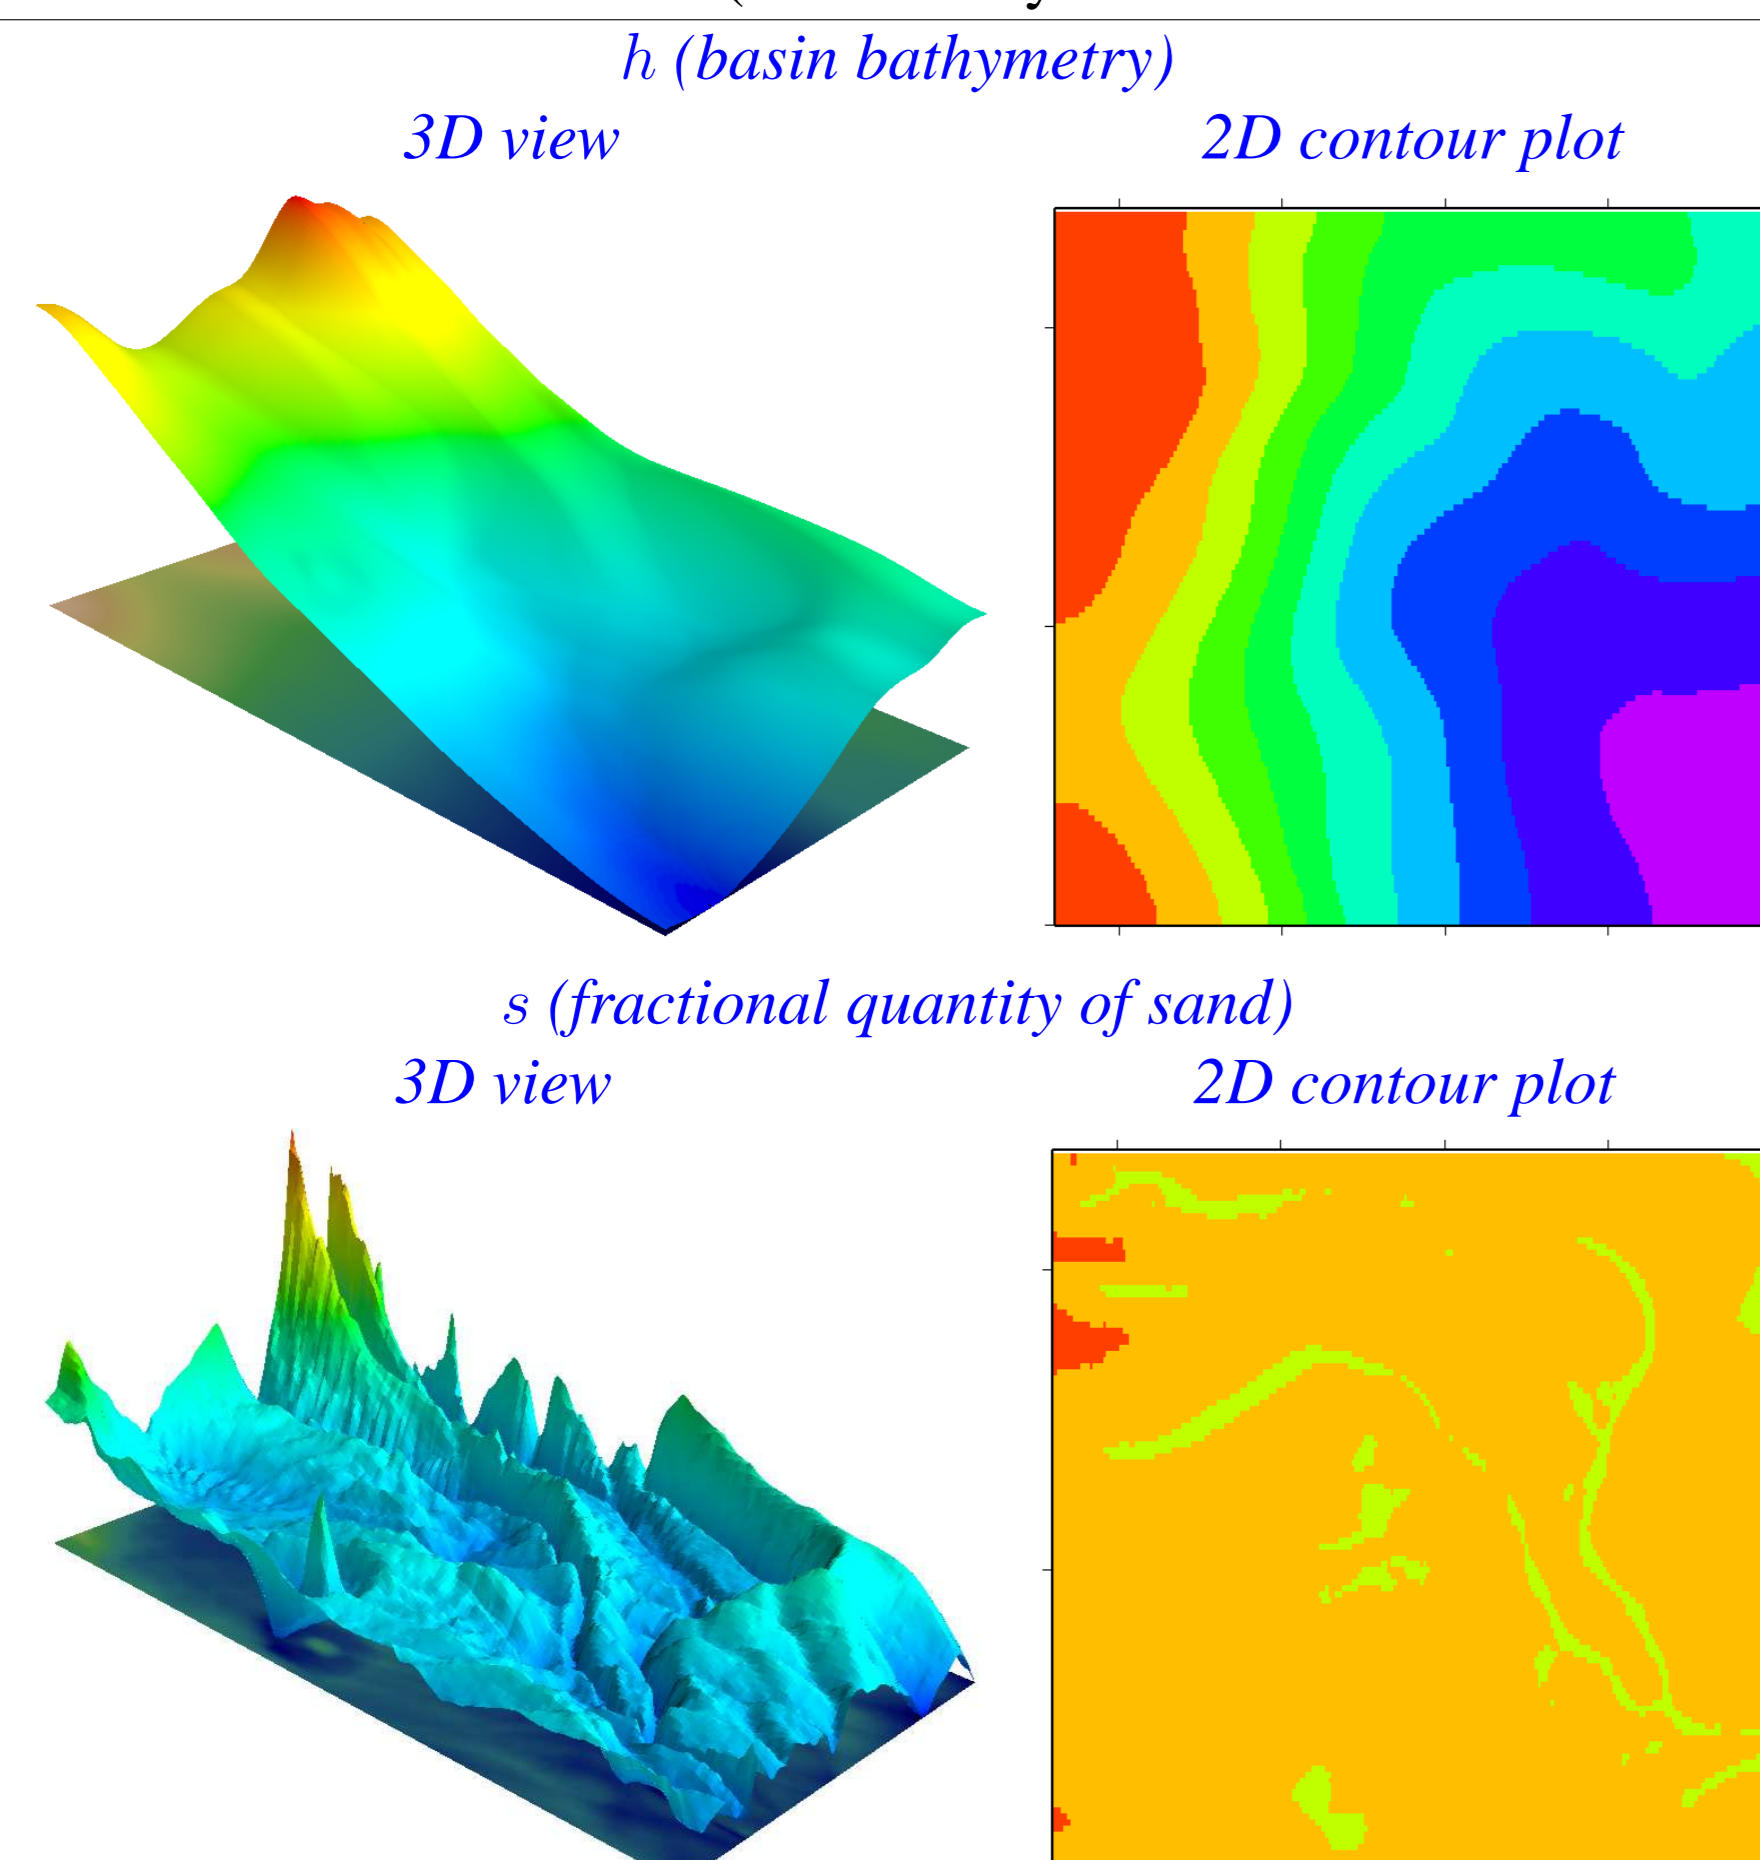 h (basin bathymetry)
3D view
2D contour plot
s (fractional quantity of sand)
3D view
2D contour plot